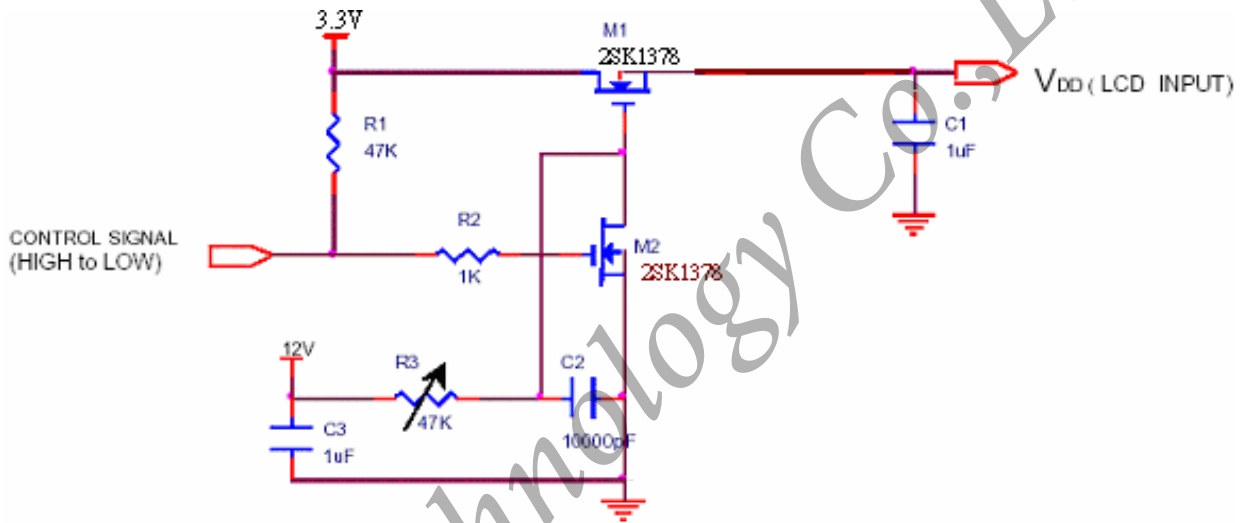 3.3V
M1
2SK1378
VDD ( LCD INPUT)
R1
47K
C1
1uF
CONTROL SIGNAL
(HIGH to LOW)
R2
1K
M2
2SK1378
12V
R3
47K
C2
10000pF
C3
1uF
chnology Co.,L